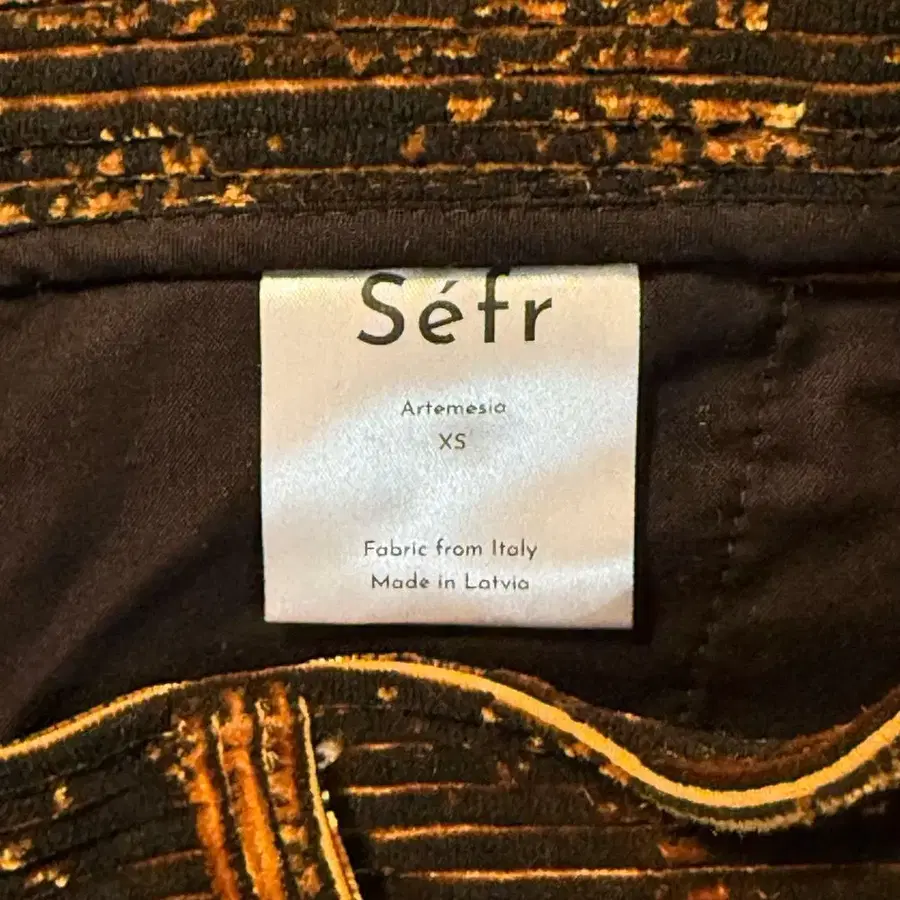 Séfr
Artemesia
XS
Fabric from Italy
Made in Latvia